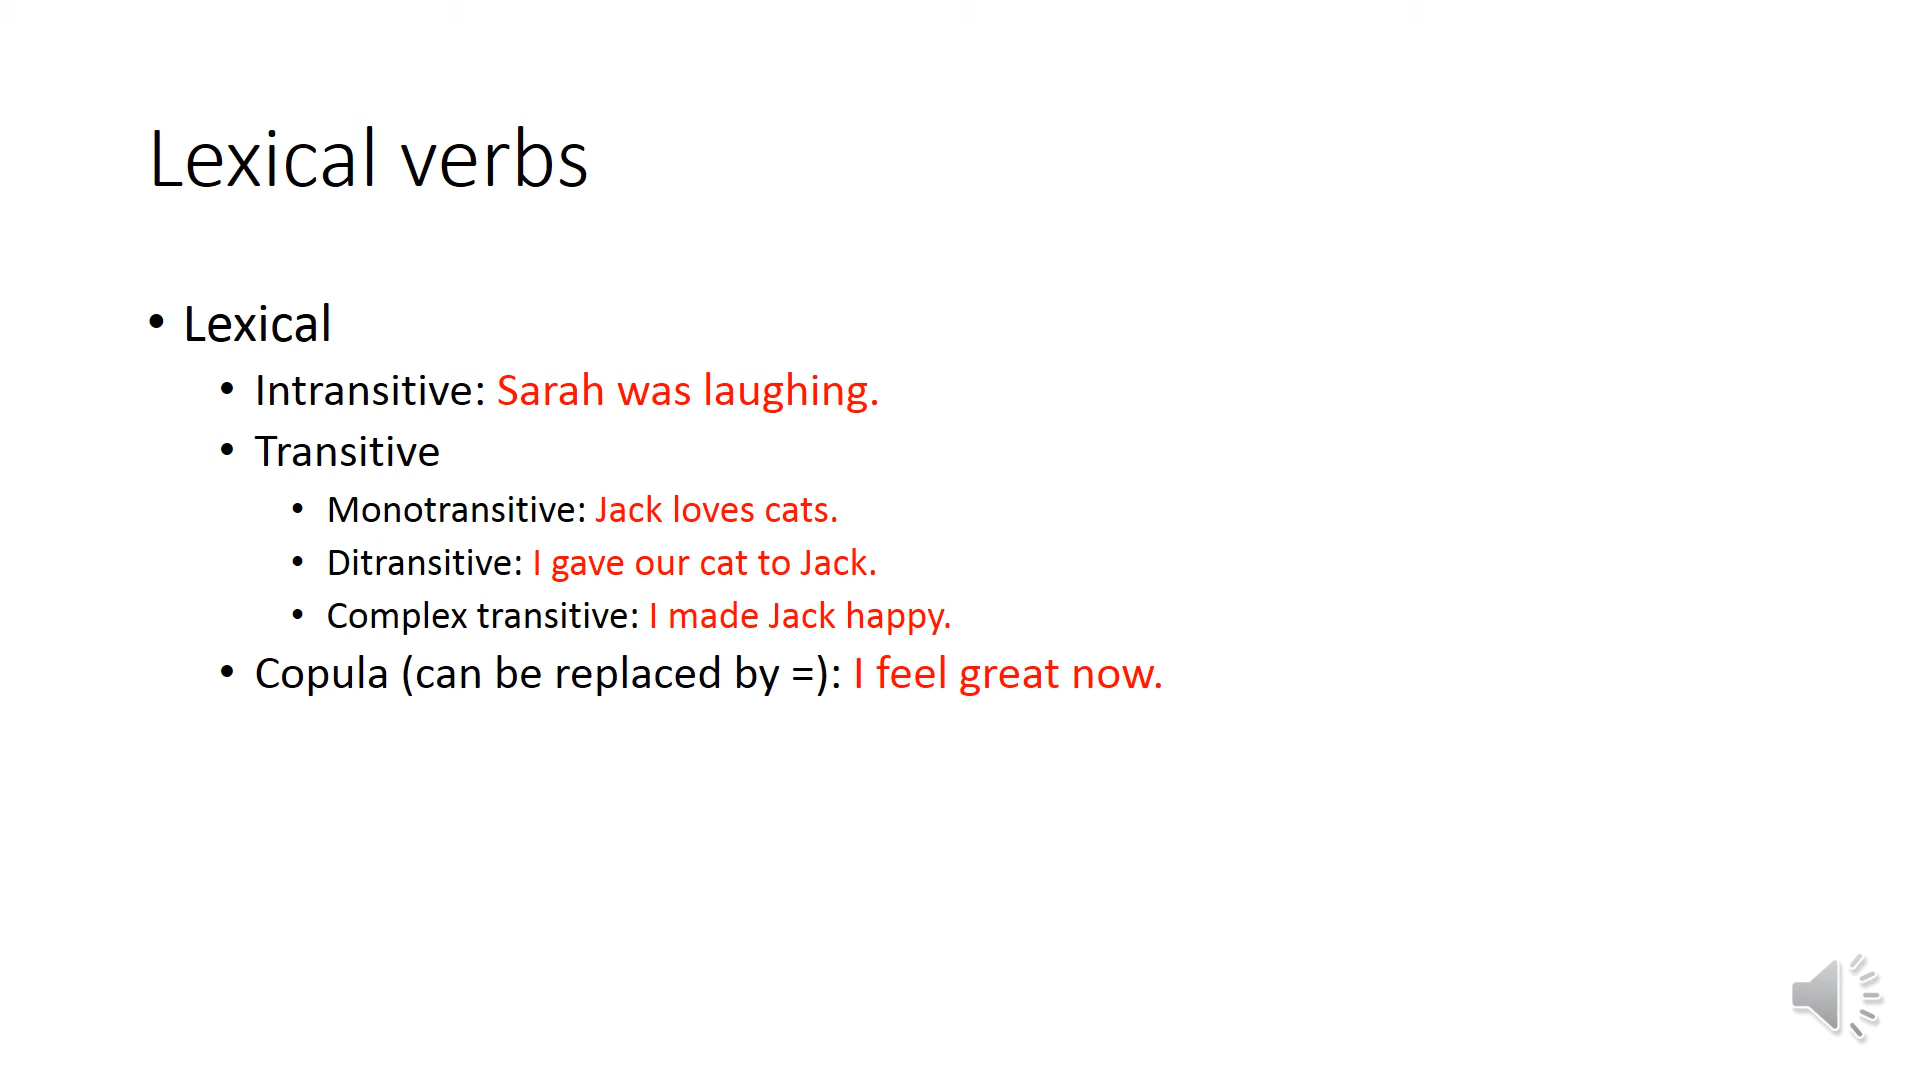 Lexical verbs
• Lexical
• Intransitive: Sarah was laughing.
• Transitive
• Monotransitive: Jack loves cats.
• Ditransitive: I gave our cat to Jack.
• Complex transitive: I made Jack happy.
• Copula (can be replaced by =): I feel great now.